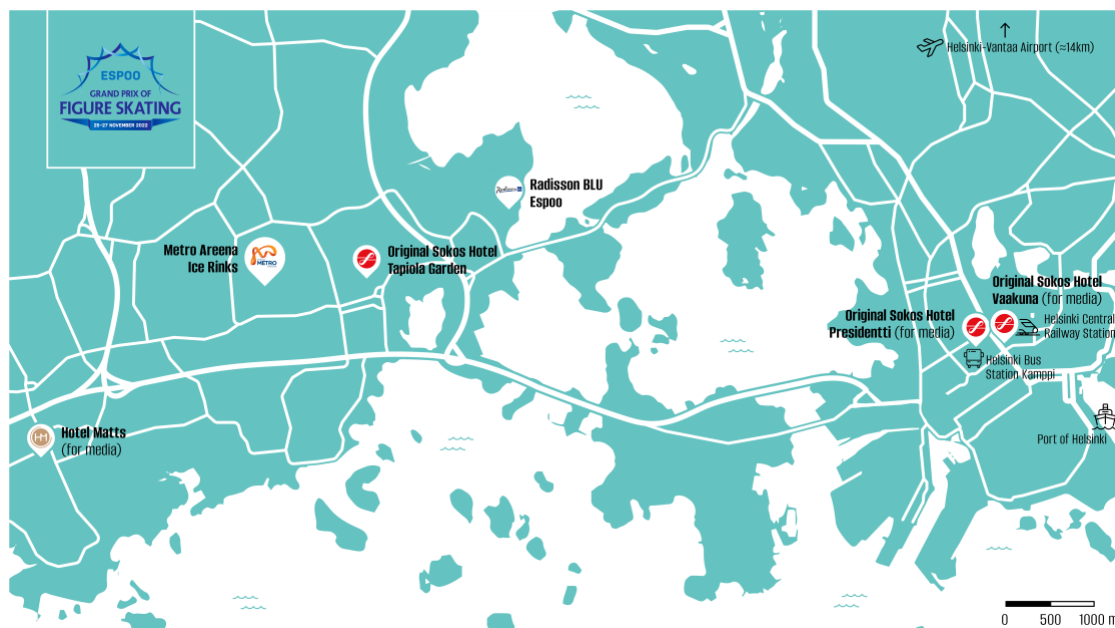 ESPOO
GRAND PRIX OF
FIGURE SKATING
25–27 NOVEMBER 2022
Helsinki-Vantaa Airport (≈14km)
Radisson BLU
Radisson BLU
Espoo
Metro Areena
Ice Rinks
METRO
Original Sokos Hotel
Tapiola Garden
Original Sokos Hotel
Vaakuna (for media)
Original Sokos Hotel
Presidentti (for media)
Helsinki Central
Railway Station
Helsinki Bus
Station Kamppi
Hotel Matts
(for media)
Port of Helsinki
0 500 1000 m